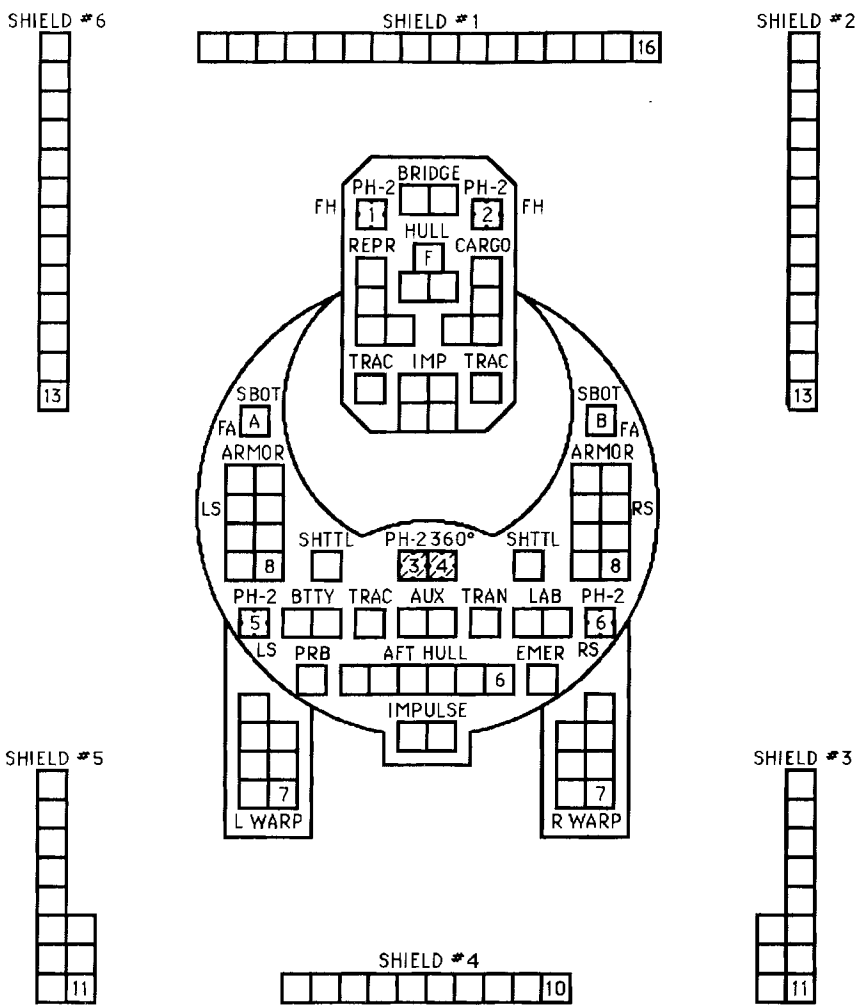 SHIELD #6 SHIELD #1 SHIELD #2
16
BRIDGE
PH-2 PH-2
FH 1 2 FH
HULL
REPR F CARGO
TRAC IMP TRAC
13 13
SBOT SBOT
A B
FA FA
ARMOR ARMOR
LS RS
SHTTL PH-2 360° SHTTL
8 3 4 8
PH-2 BTTY TRAC AUX TRAN LAB PH-2
5 6
LS PRB AFT HULL EMER RS
6
IMPULSE
SHIELD #5 SHIELD #3
7 7
L WARP R WARP
SHIELD #4
11 10 11